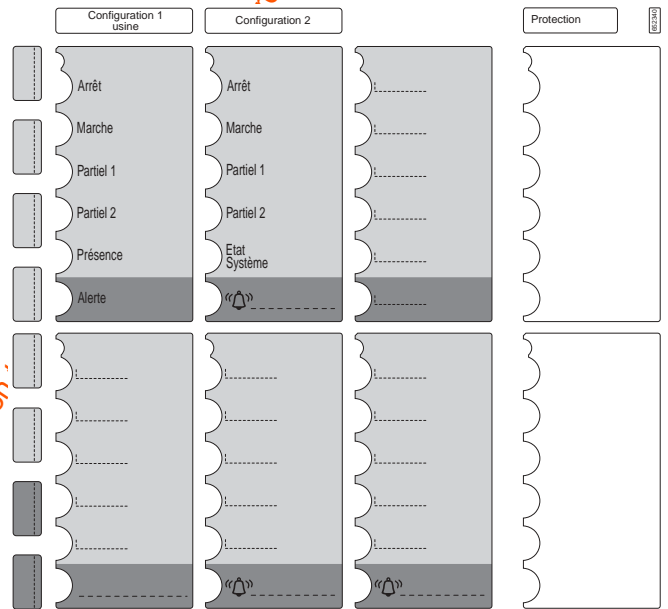 Configuration 1
usine
Configuration 2
Protection
652340
Arrêt
Marche
Partiel 1
Partiel 2
Présence
Alerte
Arrêt
Marche
Partiel 1
Partiel 2
Etat
Système